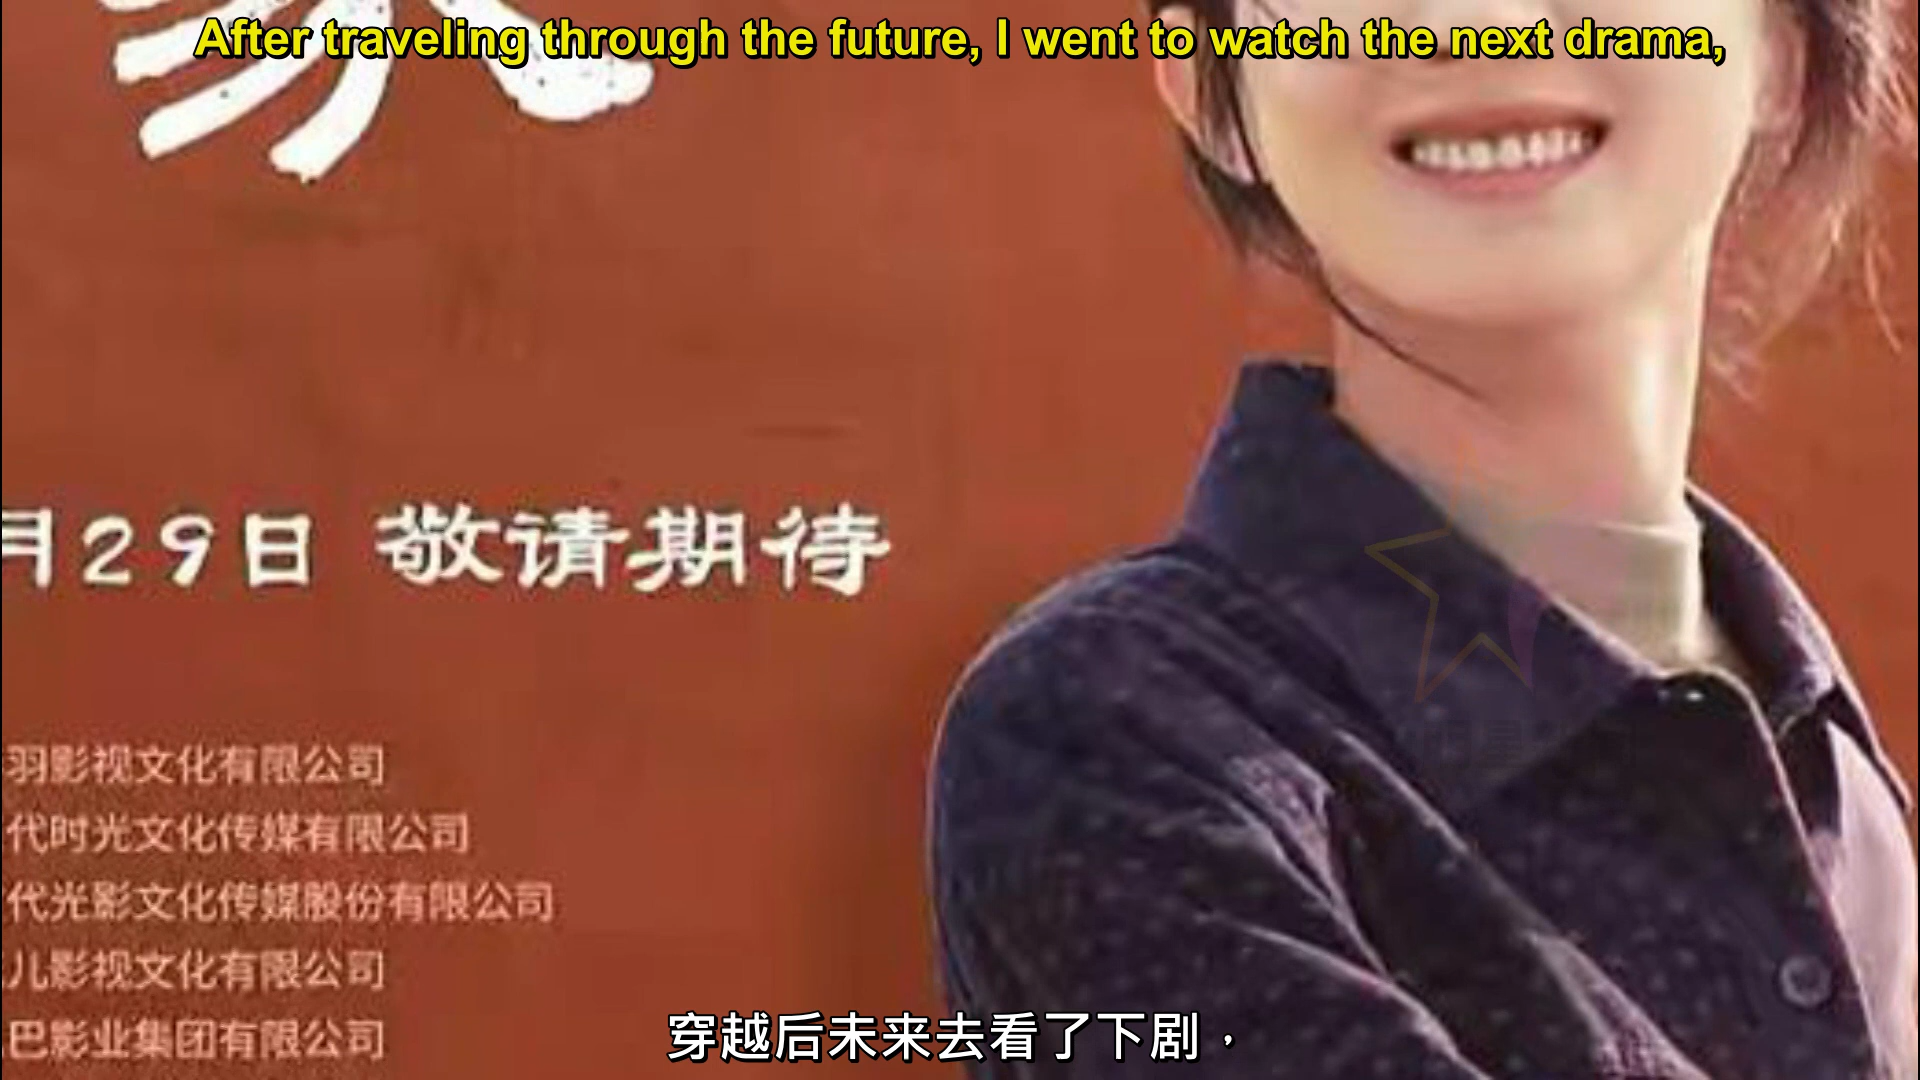 After traveling through the future, I went to watch the next drama,
月29日 敬请期待
羽影视文化有限公司
代时光文化传媒有限公司
代光影文化传媒股份有限公司
儿影视文化有限公司
巴影业集团有限公司
穿越后未来去看了下剧，